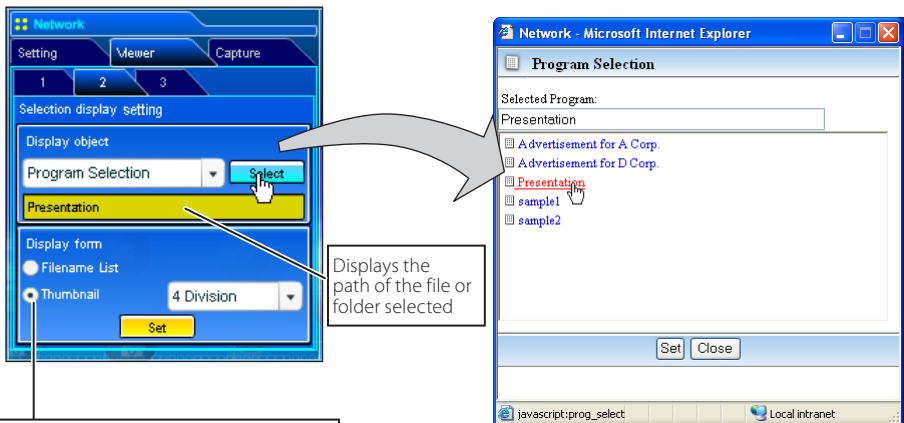 Network
Setting Viewer Capture
1 2 3
Selection display setting
Display object
Program Selection Select
Presentation
Display form
Filename List
Thumbnail 4 Division
Set
Displays the
path of the file or
folder selected
Network - Microsoft Internet Explorer
Program Selection
Selected Program:
Presentation
Advertisement for A Corp.
Advertisement for D Corp.
Presentation
sample1
sample2
Set Close
javascript:prog_select Local intranet